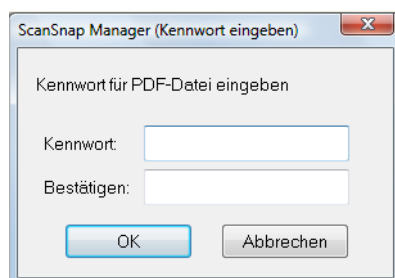 ScanSnap Manager (Kennwort eingeben)
Kennwort für PDF-Datei eingeben
Kennwort:
Bestätigen:
OK Abbrechen